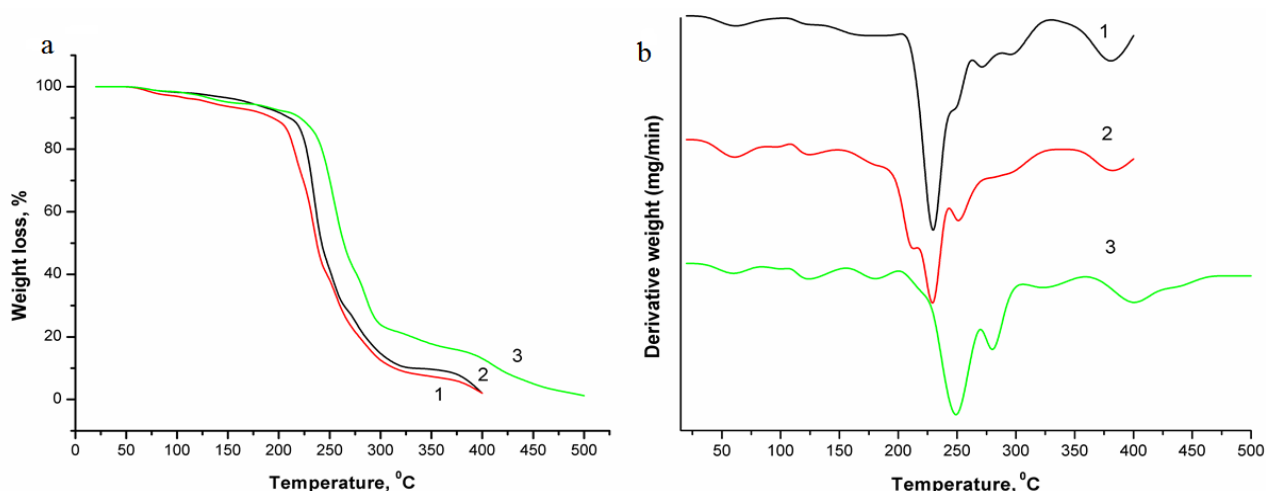 a
Weight loss, %
100
80
60
40
20
0
1
2
3
0 50 100 150 200 250 300 350 400 450 500
Temperature, ⁰C
b
Derivative weight (mg/min)
1
2
3
50 100 150 200 250 300 350 400 450 500
Temperature, ⁰C